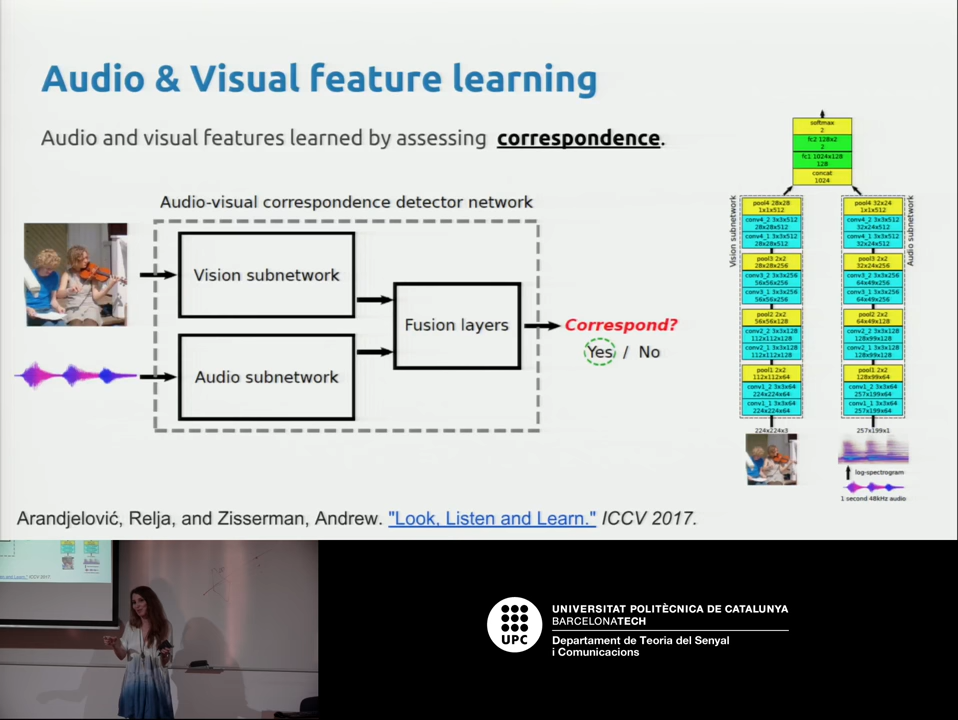 Audio & Visual feature learning
Audio and visual features learned by assessing correspondence.
Audio-visual correspondence detector network
Vision subnetwork
Audio subnetwork
Fusion layers
Correspond?
Yes / No
softmax
2
fc2 128x2
2
fc1 1024x128
128
concat
1024
Vision subnetwork
pool4 28x28
1x1x512
conv4_2 3x3x512
28x28x512
conv4_1 3x3x512
28x28x512
pool3 2x2
28x28x256
conv3_2 3x3x256
56x56x256
conv3_1 3x3x256
56x56x256
pool2 2x2
56x56x128
conv2_2 3x3x128
112x112x128
conv2_1 3x3x128
112x112x128
pool1 2x2
112x112x64
conv1_2 3x3x64
224x224x64
conv1_1 3x3x64
224x224x64
224x224x3
Audio subnetwork
pool4 32x24
1x1x512
conv4_2 3x3x512
32x24x512
conv4_1 3x3x512
32x24x512
pool3 2x2
32x24x256
conv3_2 3x3x256
64x49x256
conv3_1 3x3x256
64x49x256
pool2 2x2
64x49x128
conv2_2 3x3x128
128x99x128
conv2_1 3x3x128
128x99x128
pool1 2x2
128x99x64
conv1_2 3x3x64
257x199x64
conv1_1 3x3x64
257x199x64
257x199x1
log-spectrogram
1 second 48kHz audio
Arandjelović, Relja, and Zisserman, Andrew. "Look, Listen and Learn." ICCV 2017.
UPC
UNIVERSITAT POLITÈCNICA DE CATALUNYA
BARCELONATECH
Departament de Teoria del Senyal
i Comunicacions